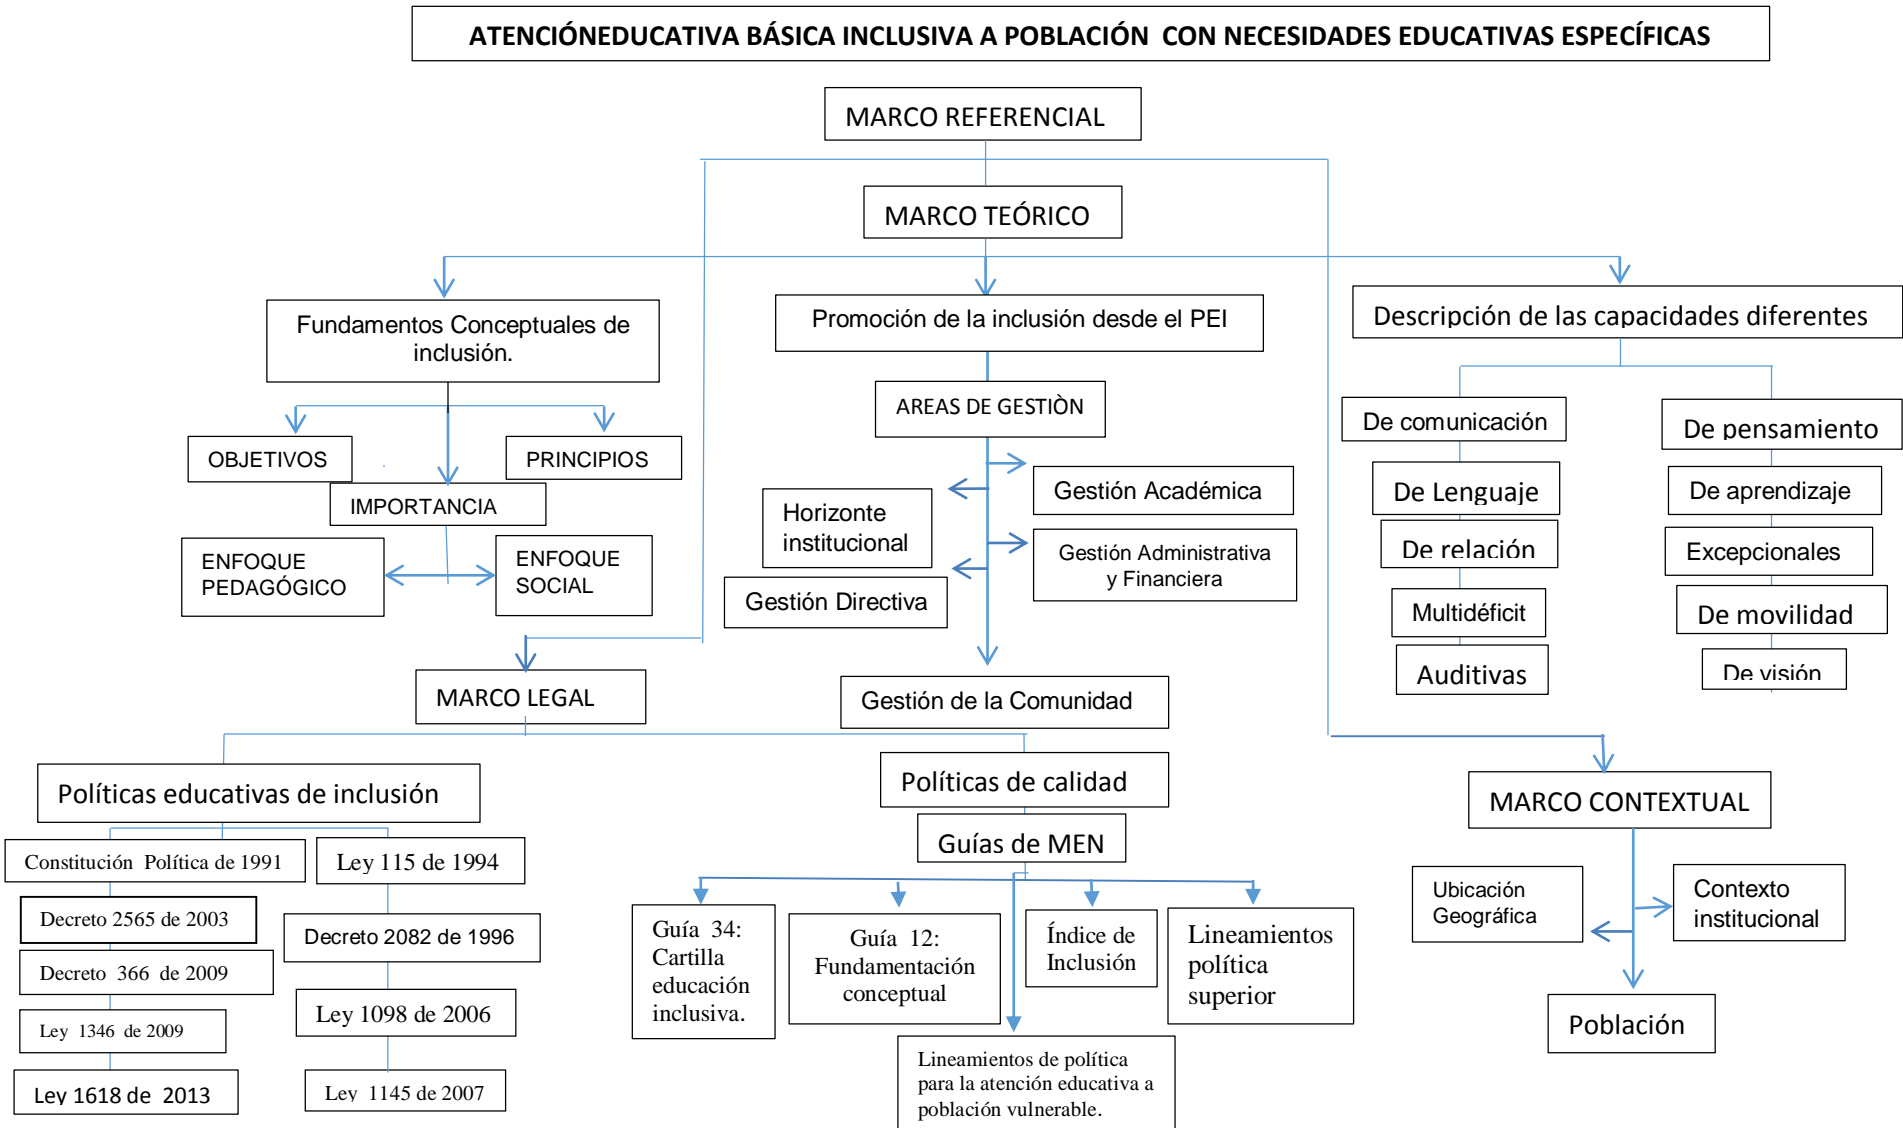 ATENCIÓNEDUCATIVA BÁSICA INCLUSIVA A POBLACIÓN CON NECESIDADES EDUCATIVAS ESPECÍFICAS
MARCO REFERENCIAL
MARCO TEÓRICO
Fundamentos Conceptuales de
inclusión.
Promoción de la inclusión desde el PEI
Descripción de las capacidades diferentes
OBJETIVOS
PRINCIPIOS
IMPORTANCIA
ENFOQUE
PEDAGÓGICO
ENFOQUE
SOCIAL
AREAS DE GESTIÒN
Gestión Académica
Horizonte
institucional
Gestión Administrativa
y Financiera
Gestión Directiva
Gestión de la Comunidad
De comunicación
De Lenguaje
De relación
Multidéficit
Auditivas
De pensamiento
De aprendizaje
Excepcionales
De movilidad
De visión
MARCO LEGAL
Políticas educativas de inclusión
Constitución Política de 1991
Decreto 2565 de 2003
Decreto 366 de 2009
Ley 1346 de 2009
Ley 1618 de 2013
Ley 115 de 1994
Decreto 2082 de 1996
Ley 1098 de 2006
Ley 1145 de 2007
Políticas de calidad
Guías de MEN
Guía 34:
Cartilla
educación
inclusiva.
Guía 12:
Fundamentación
conceptual
Índice de
Inclusión
Lineamientos
política
superior
Lineamientos de política
para la atención educativa a
población vulnerable.
MARCO CONTEXTUAL
Ubicación
Geográfica
Contexto
institucional
Población